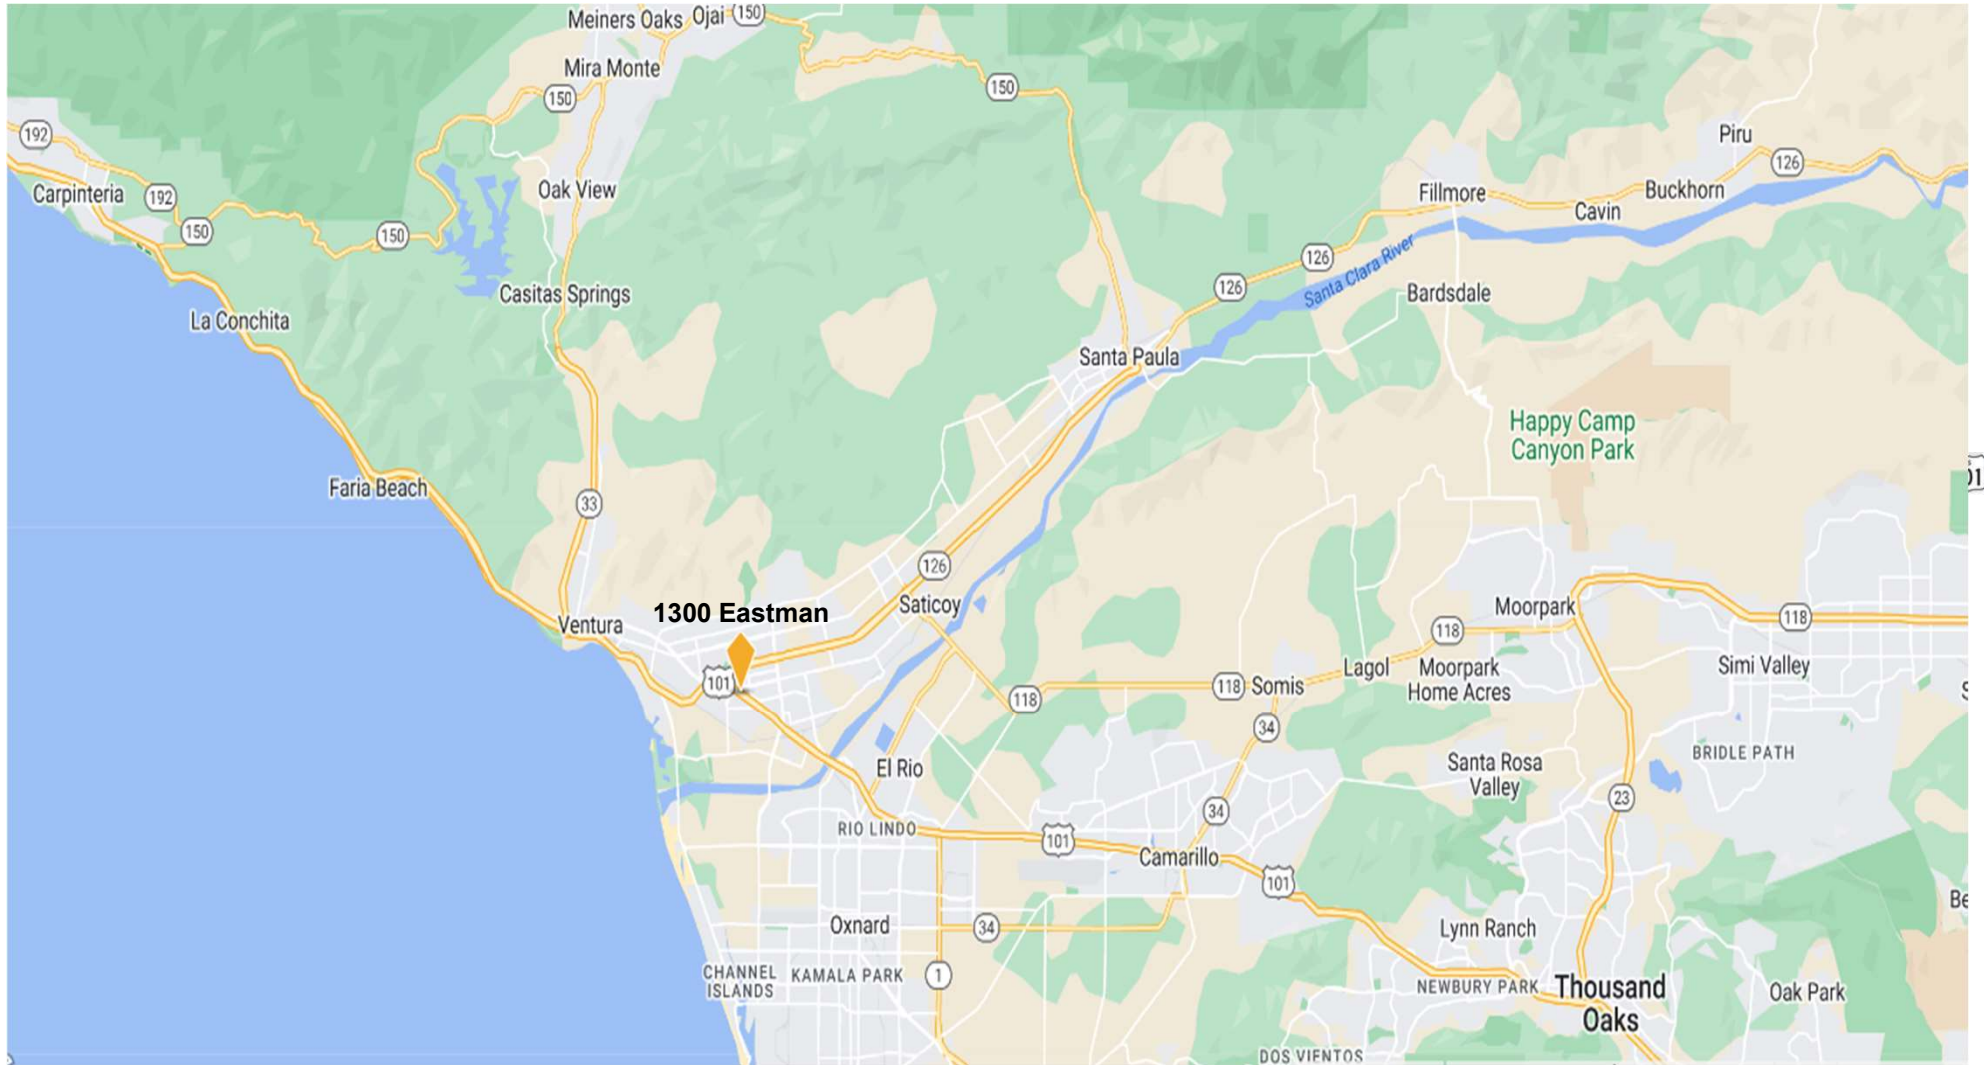 Meiners Oaks
Ojai
150
Mira Monte
150
150
192
Carpinteria
192
150
150
Oak View
Piru
126
Fillmore
Buckhorn
Cavin
126
Santa Clara River
126
Casitas Springs
Bardsdale
La Conchita
Santa Paula
Happy Camp
Canyon Park
Faria Beach
33
126
Saticoy
1300 Eastman
Ventura
Moorpark
118
118
101
118
118
Somis
Lagol
Moorpark
Home Acres
Simi Valley
34
El Rio
Santa Rosa
Valley
BRIDLE PATH
23
34
RIO LINDO
101
Camarillo
101
Oxnard
34
Lynn Ranch
CHANNEL
ISLANDS
KAMALA PARK
1
NEWBURY PARK
Thousand
Oaks
Oak Park
DOS VIENTOS